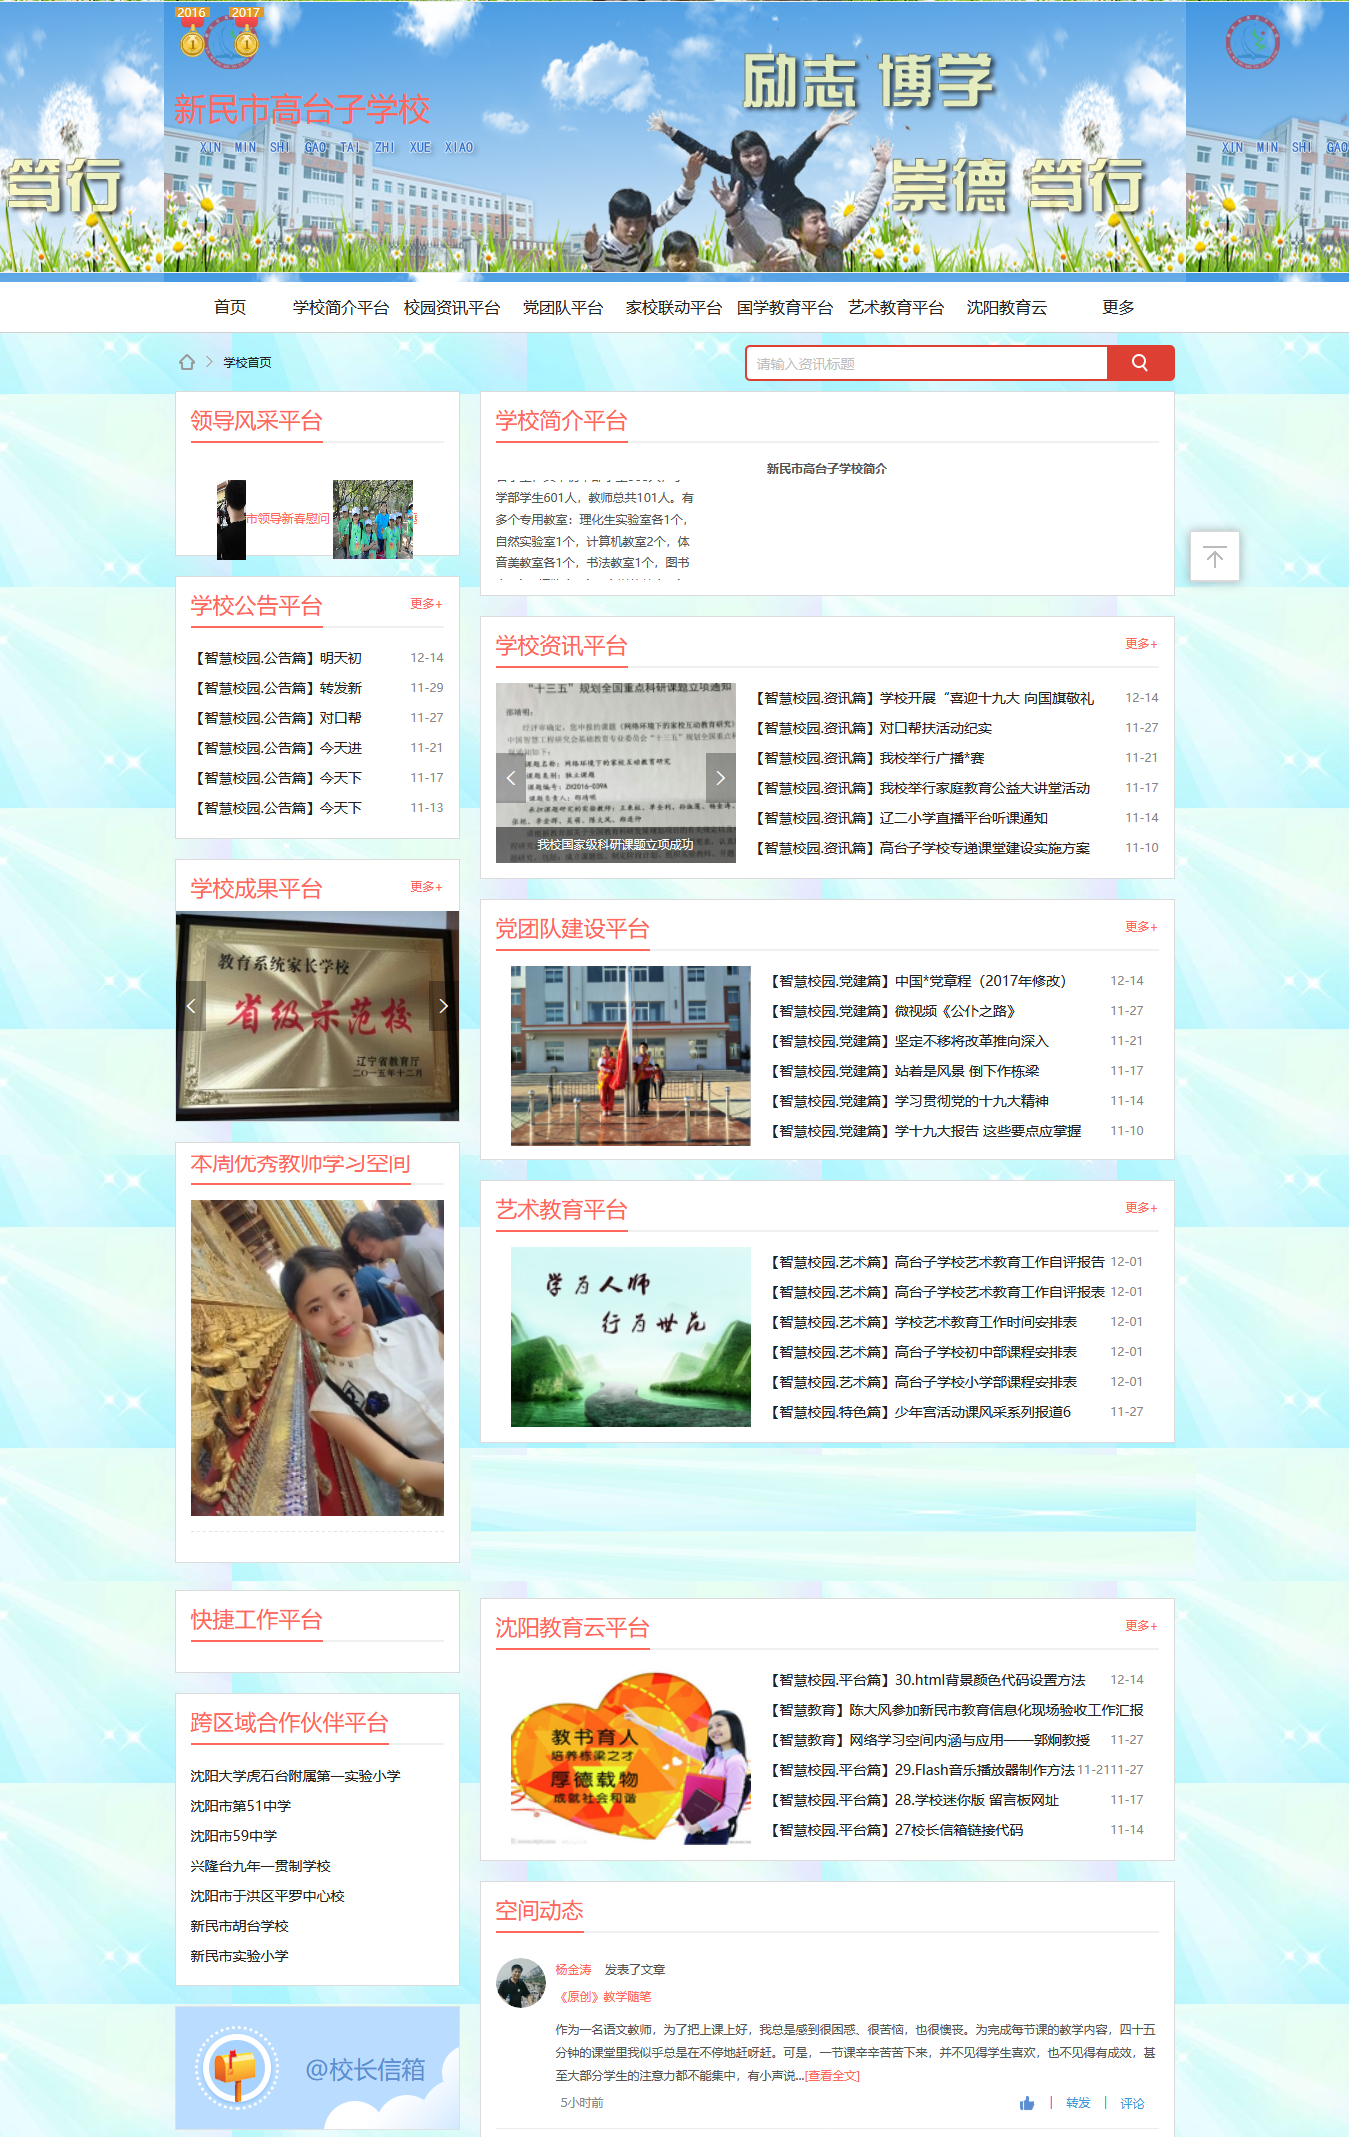 2016 2017
励志 博学
新民市高台子学校
XIN MIN SHI GAO TAI ZHI XUE XIAO
XIN MIN SHI GAO
笃行
崇德 笃行
首页 学校简介平台 校园资讯平台 党团队平台 家校联动平台 国学教育平台 艺术教育平台 沈阳教育云 更多
学校首页
请输入资讯标题
领导风采平台
市领导新春慰问
学校简介平台
新民市高台子学校简介
学部学生601人，教师总共101人。有
多个专用教室：理化生实验室各1个，
自然实验室1个，计算机教室2个，体
音美教室各1个，书法教室1个，图书
学校公告平台 更多+
【智慧校园.公告篇】明天初 12-14
【智慧校园.公告篇】转发新 11-29
【智慧校园.公告篇】对口帮 11-27
【智慧校园.公告篇】今天进 11-21
【智慧校园.公告篇】今天下 11-17
【智慧校园.公告篇】今天下 11-13
学校资讯平台 更多+
“十三五”规划全国重点科研课题立项通知
我校国家级科研课题立项成功
【智慧校园.资讯篇】学校开展“喜迎十九大 向国旗敬礼 12-14
【智慧校园.资讯篇】对口帮扶活动纪实 11-27
【智慧校园.资讯篇】我校举行广播*赛 11-21
【智慧校园.资讯篇】我校举行家庭教育公益大讲堂活动 11-17
【智慧校园.资讯篇】辽二小学直播平台听课通知 11-14
【智慧校园.资讯篇】高台子学校专递课堂建设实施方案 11-10
学校成果平台 更多+
教育系统家长学校
省级示范校
辽宁省教育厅
二〇一五年十二月
党团队建设平台 更多+
【智慧校园.党建篇】中国*党章程（2017年修改） 12-14
【智慧校园.党建篇】微视频《公仆之路》 11-27
【智慧校园.党建篇】坚定不移将改革推向深入 11-21
【智慧校园.党建篇】站着是风景 倒下作栋梁 11-17
【智慧校园.党建篇】学习贯彻党的十九大精神 11-14
【智慧校园.党建篇】学十九大报告 这些要点应掌握 11-10
本周优秀教师学习空间
艺术教育平台 更多+
学为人师
行为世范
【智慧校园.艺术篇】高台子学校艺术教育工作自评报告 12-01
【智慧校园.艺术篇】高台子学校艺术教育工作自评报表 12-01
【智慧校园.艺术篇】学校艺术教育工作时间安排表 12-01
【智慧校园.艺术篇】高台子学校初中部课程安排表 12-01
【智慧校园.艺术篇】高台子学校小学部课程安排表 12-01
【智慧校园.特色篇】少年宫活动课风采系列报道6 11-27
快捷工作平台
跨区域合作伙伴平台
沈阳大学虎石台附属第一实验小学
沈阳市第51中学
沈阳市59中学
兴隆台九年一贯制学校
沈阳市于洪区平罗中心校
新民市胡台学校
新民市实验小学
@校长信箱
沈阳教育云平台 更多+
教书育人
培养栋梁之才
厚德载物
成就社会和谐
【智慧校园.平台篇】30.html背景颜色代码设置方法 12-14
【智慧教育】陈大风参加新民市教育信息化现场验收工作汇报
【智慧教育】网络学习空间内涵与应用——郭炯教授 11-27
【智慧校园.平台篇】29.Flash音乐播放器制作方法 11-2111-27
【智慧校园.平台篇】28.学校迷你版 留言板网址 11-17
【智慧校园.平台篇】27校长信箱链接代码 11-14
空间动态
杨金涛 发表了文章
《原创》教学随笔
作为一名语文教师，为了把上课上好，我总是感到很困惑、很苦恼，也很懊丧。为完成每节课的教学内容，四十五
分钟的课堂里我似乎总是在不停地赶呀赶。可是，一节课辛辛苦苦下来，并不见得学生喜欢，也不见得有成效，甚
至大部分学生的注意力都不能集中，有小声说...[查看全文]
5小时前 | 转发 | 评论